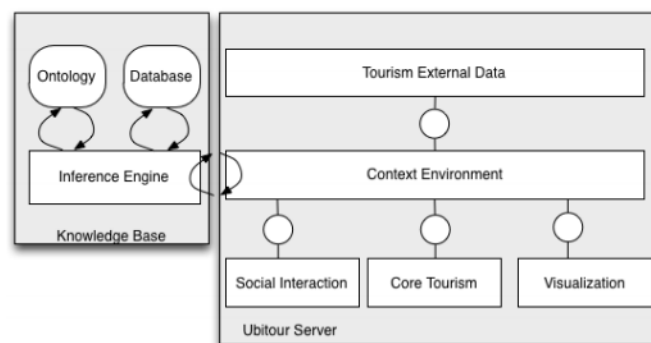 Ontology
Database
Inference Engine
Knowledge Base
Tourism External Data
Context Environment
Social Interaction
Core Tourism
Visualization
Ubitour Server